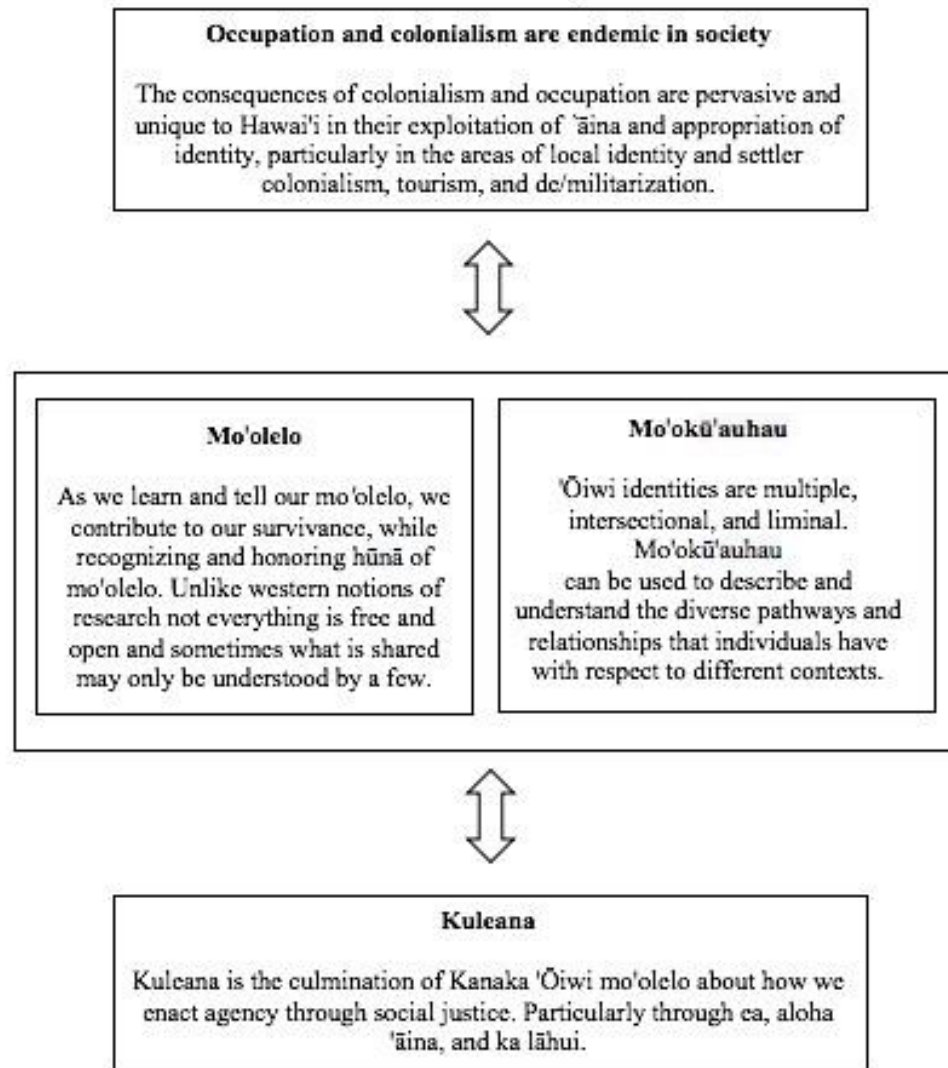 Occupation and colonialism are endemic in society
The consequences of colonialism and occupation are pervasive and
unique to Hawai'i in their exploitation of `āina and appropriation of
identity, particularly in the areas of local identity and settler
colonialism, tourism, and de/militarization.
Mo'olelo
As we learn and tell our mo'olelo, we
contribute to our survivance, while
recognizing and honoring hūnā of
mo'olelo. Unlike western notions of
research not everything is free and
open and sometimes what is shared
may only be understood by a few.
Mo'okū'auhau
'Ōiwi identities are multiple,
intersectional, and liminal.
Mo'okū'auhau
can be used to describe and
understand the diverse pathways and
relationships that individuals have
with respect to different contexts.
Kuleana
Kuleana is the culmination of Kanaka 'Ōiwi mo'olelo about how we
enact agency through social justice. Particularly through ea, aloha
'āina, and ka lāhui.